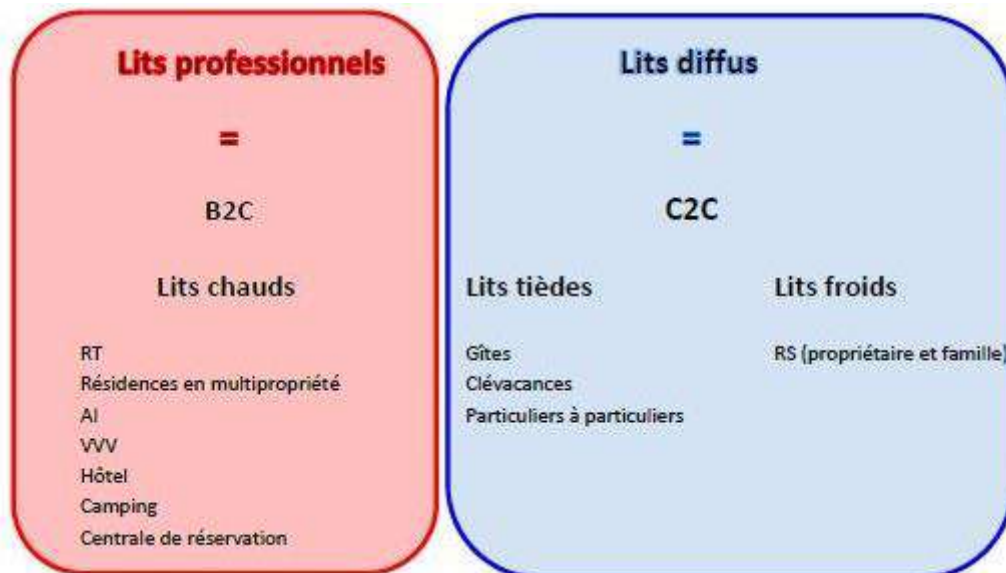 Lits professionnels
=
B2C
Lits chauds
RT
Résidences en multipropriété
AI
VVV
Hôtel
Camping
Centrale de réservation
Lits diffus
=
C2C
Lits tièdes
Gîtes
Clévacances
Particuliers à particuliers
Lits froids
RS (propriétaire et famille)